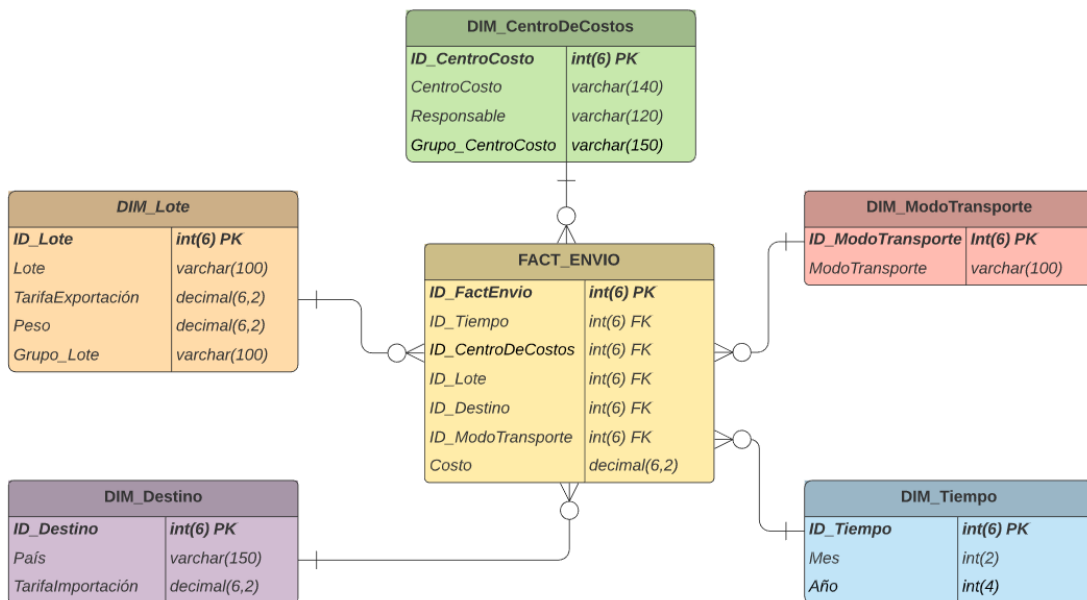 DIM_CentroDeCostos
ID_CentroCosto int(6) PK
CentroCosto varchar(140)
Responsable varchar(120)
Grupo_CentroCosto varchar(150)
DIM_Lote
ID_Lote int(6) PK
Lote varchar(100)
TarifaExportación decimal(6,2)
Peso decimal(6,2)
Grupo_Lote varchar(100)
DIM_ModoTransporte
ID_ModoTransporte Int(6) PK
ModoTransporte varchar(100)
FACT_ENVIO
ID_FactEnvio int(6) PK
ID_Tiempo int(6) FK
ID_CentroDeCostos int(6) FK
ID_Lote int(6) FK
ID_Destino int(6) FK
ID_ModoTransporte int(6) FK
Costo decimal(6,2)
DIM_Destino
ID_Destino int(6) PK
País varchar(150)
TarifaImportación decimal(6,2)
DIM_Tiempo
ID_Tiempo int(6) PK
Mes int(2)
Año int(4)